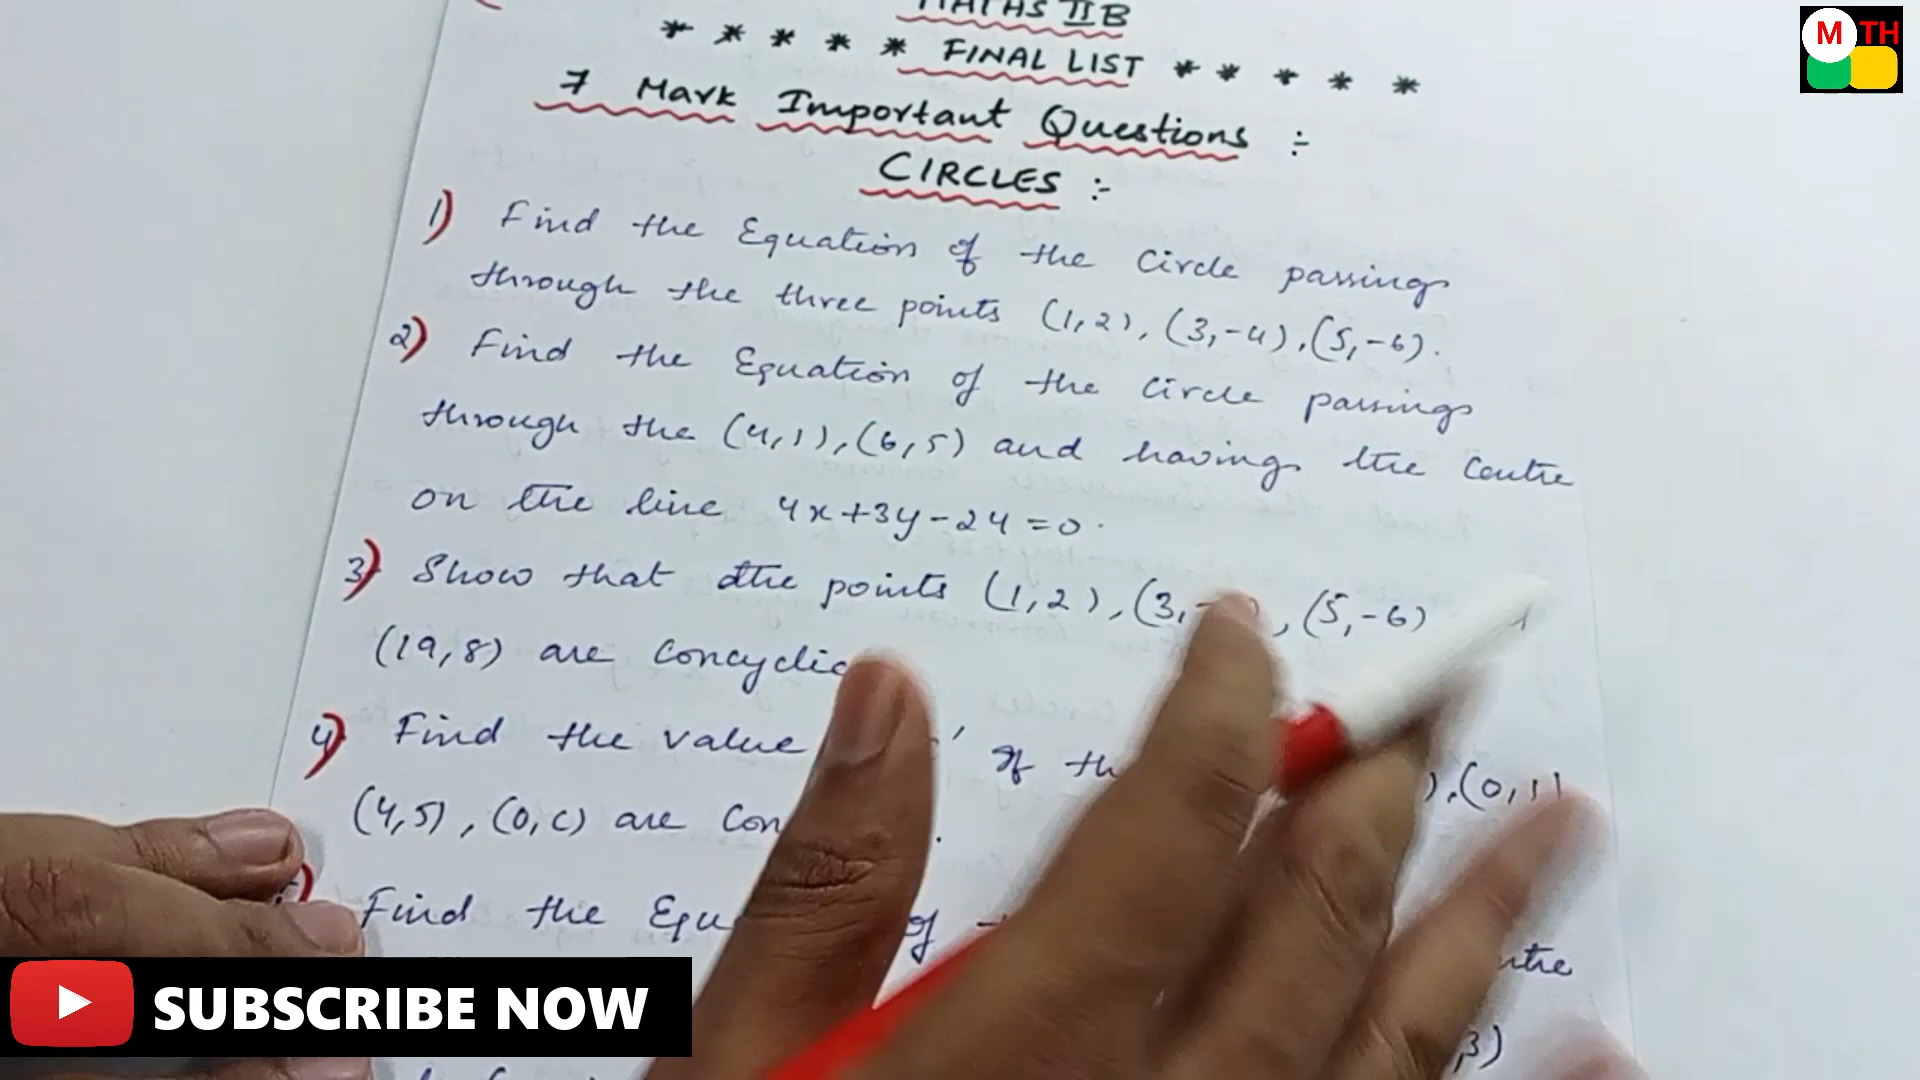 MATHS IIB
* * * * * FINAL LIST * * * * *
7 Mark Important Questions :-
CIRCLES :-
1) Find the Equation of the Circle passing
through the three points (1,2), (3,-4), (5,-6).
2) Find the Equation of the Circle passing
through the (4,1), (6,5) and having the Centre
on the line 4x+3y-24=0.
3) Show that the points (1,2), (3,- , (5,-6)
(19,8) are Concyclic
4) Find the value ' of th ), (0,1)
(4,5), (0,C) are Con .
Find the Equ of
3)
M TH
SUBSCRIBE NOW